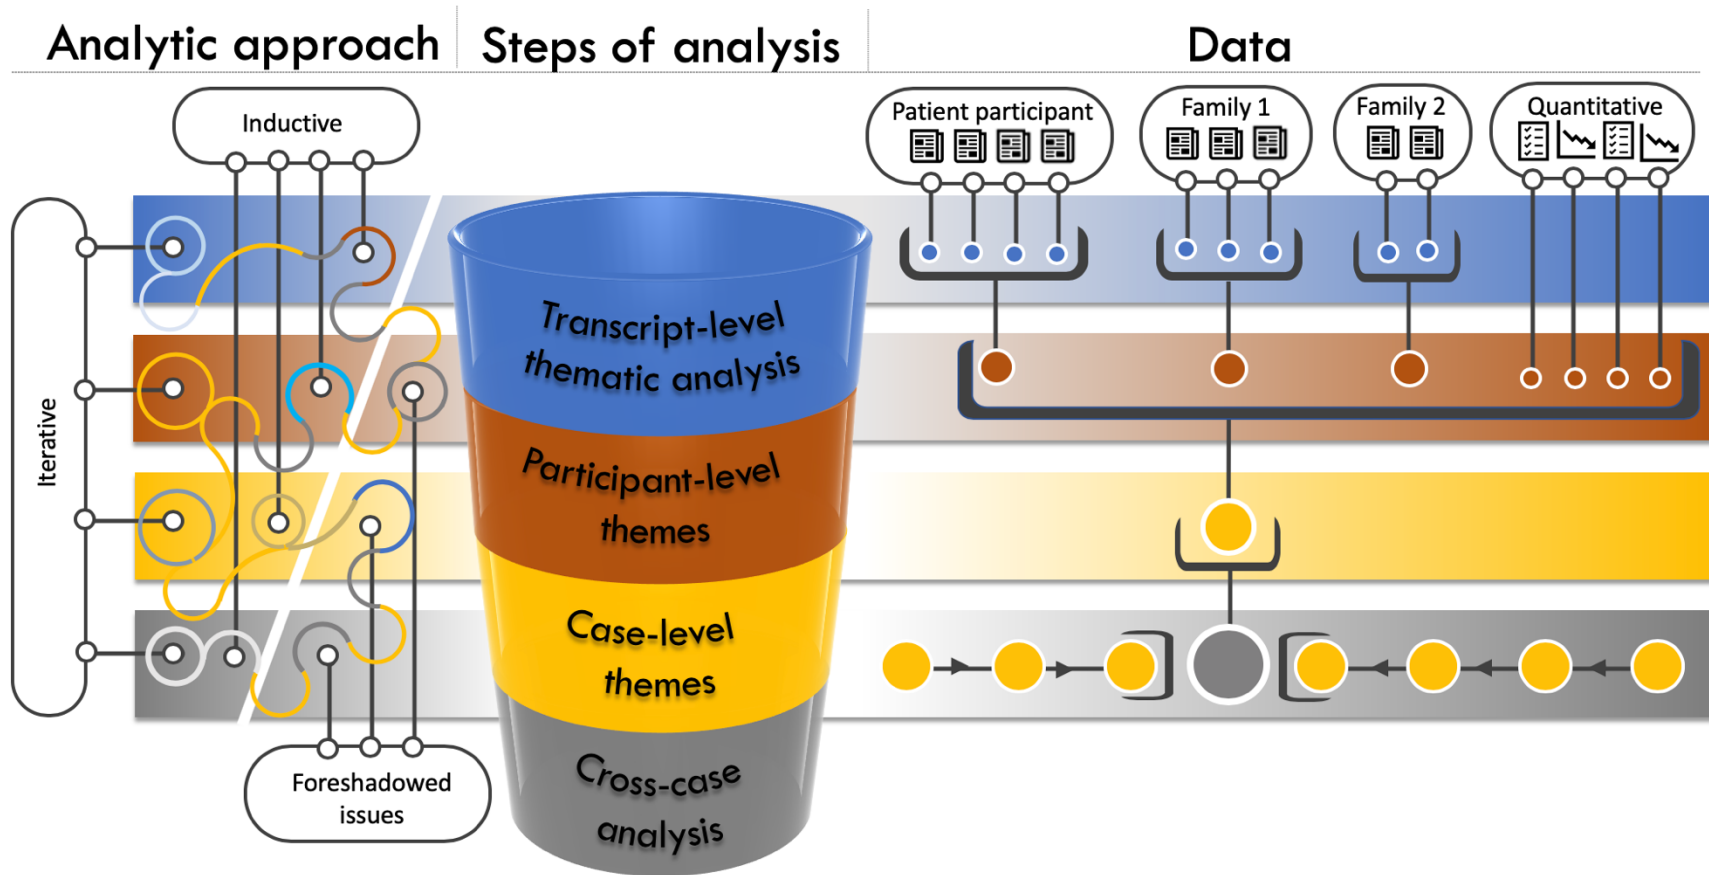 Analytic approach
Steps of analysis
Data
Inductive
Patient participant
Family 1
Family 2
Quantitative
Iterative
Transcript-level
thematic analysis
Participant-level
themes
Case-level
themes
Cross-case
analysis
Foreshadowed
issues